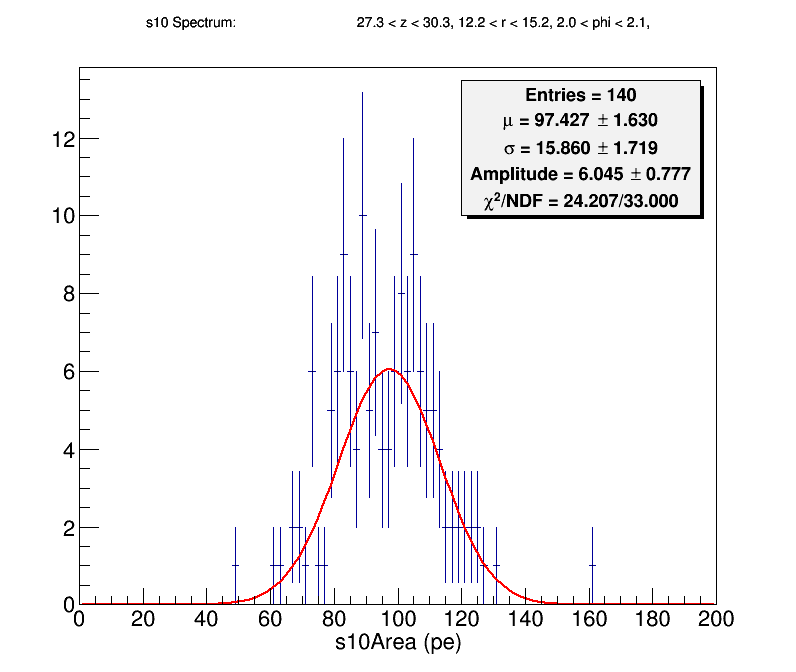 s10 Spectrum: 27.3 < z < 30.3, 12.2 < r < 15.2, 2.0 < phi < 2.1,
Entries = 140
μ = 97.427 ± 1.630
σ = 15.860 ± 1.719
Amplitude = 6.045 ± 0.777
χ²/NDF = 24.207/33.000
12
10
8
6
4
2
0
0 20 40 60 80 100 120 140 160 180 200
s10Area (pe)